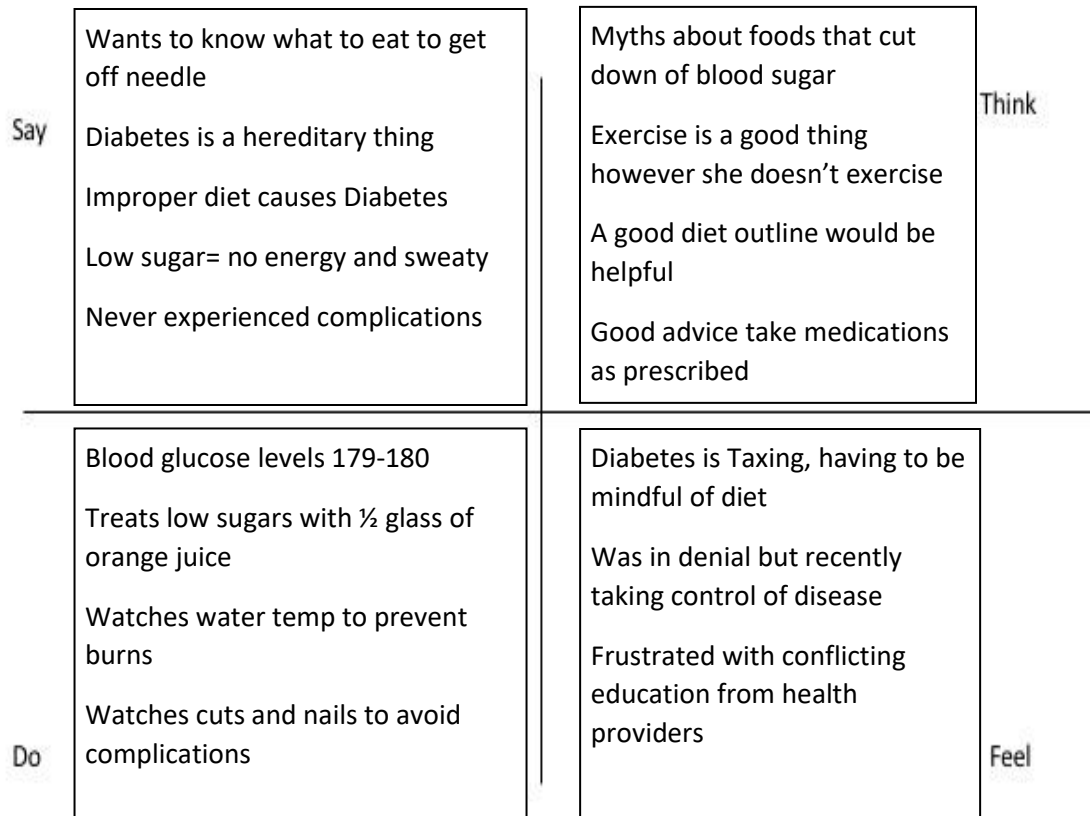 Say
Wants to know what to eat to get
off needle
Diabetes is a hereditary thing
Improper diet causes Diabetes
Low sugar= no energy and sweaty
Never experienced complications
Think
Myths about foods that cut
down of blood sugar
Exercise is a good thing
however she doesn’t exercise
A good diet outline would be
helpful
Good advice take medications
as prescribed
Do
Blood glucose levels 179-180
Treats low sugars with ½ glass of
orange juice
Watches water temp to prevent
burns
Watches cuts and nails to avoid
complications
Feel
Diabetes is Taxing, having to be
mindful of diet
Was in denial but recently
taking control of disease
Frustrated with conflicting
education from health
providers